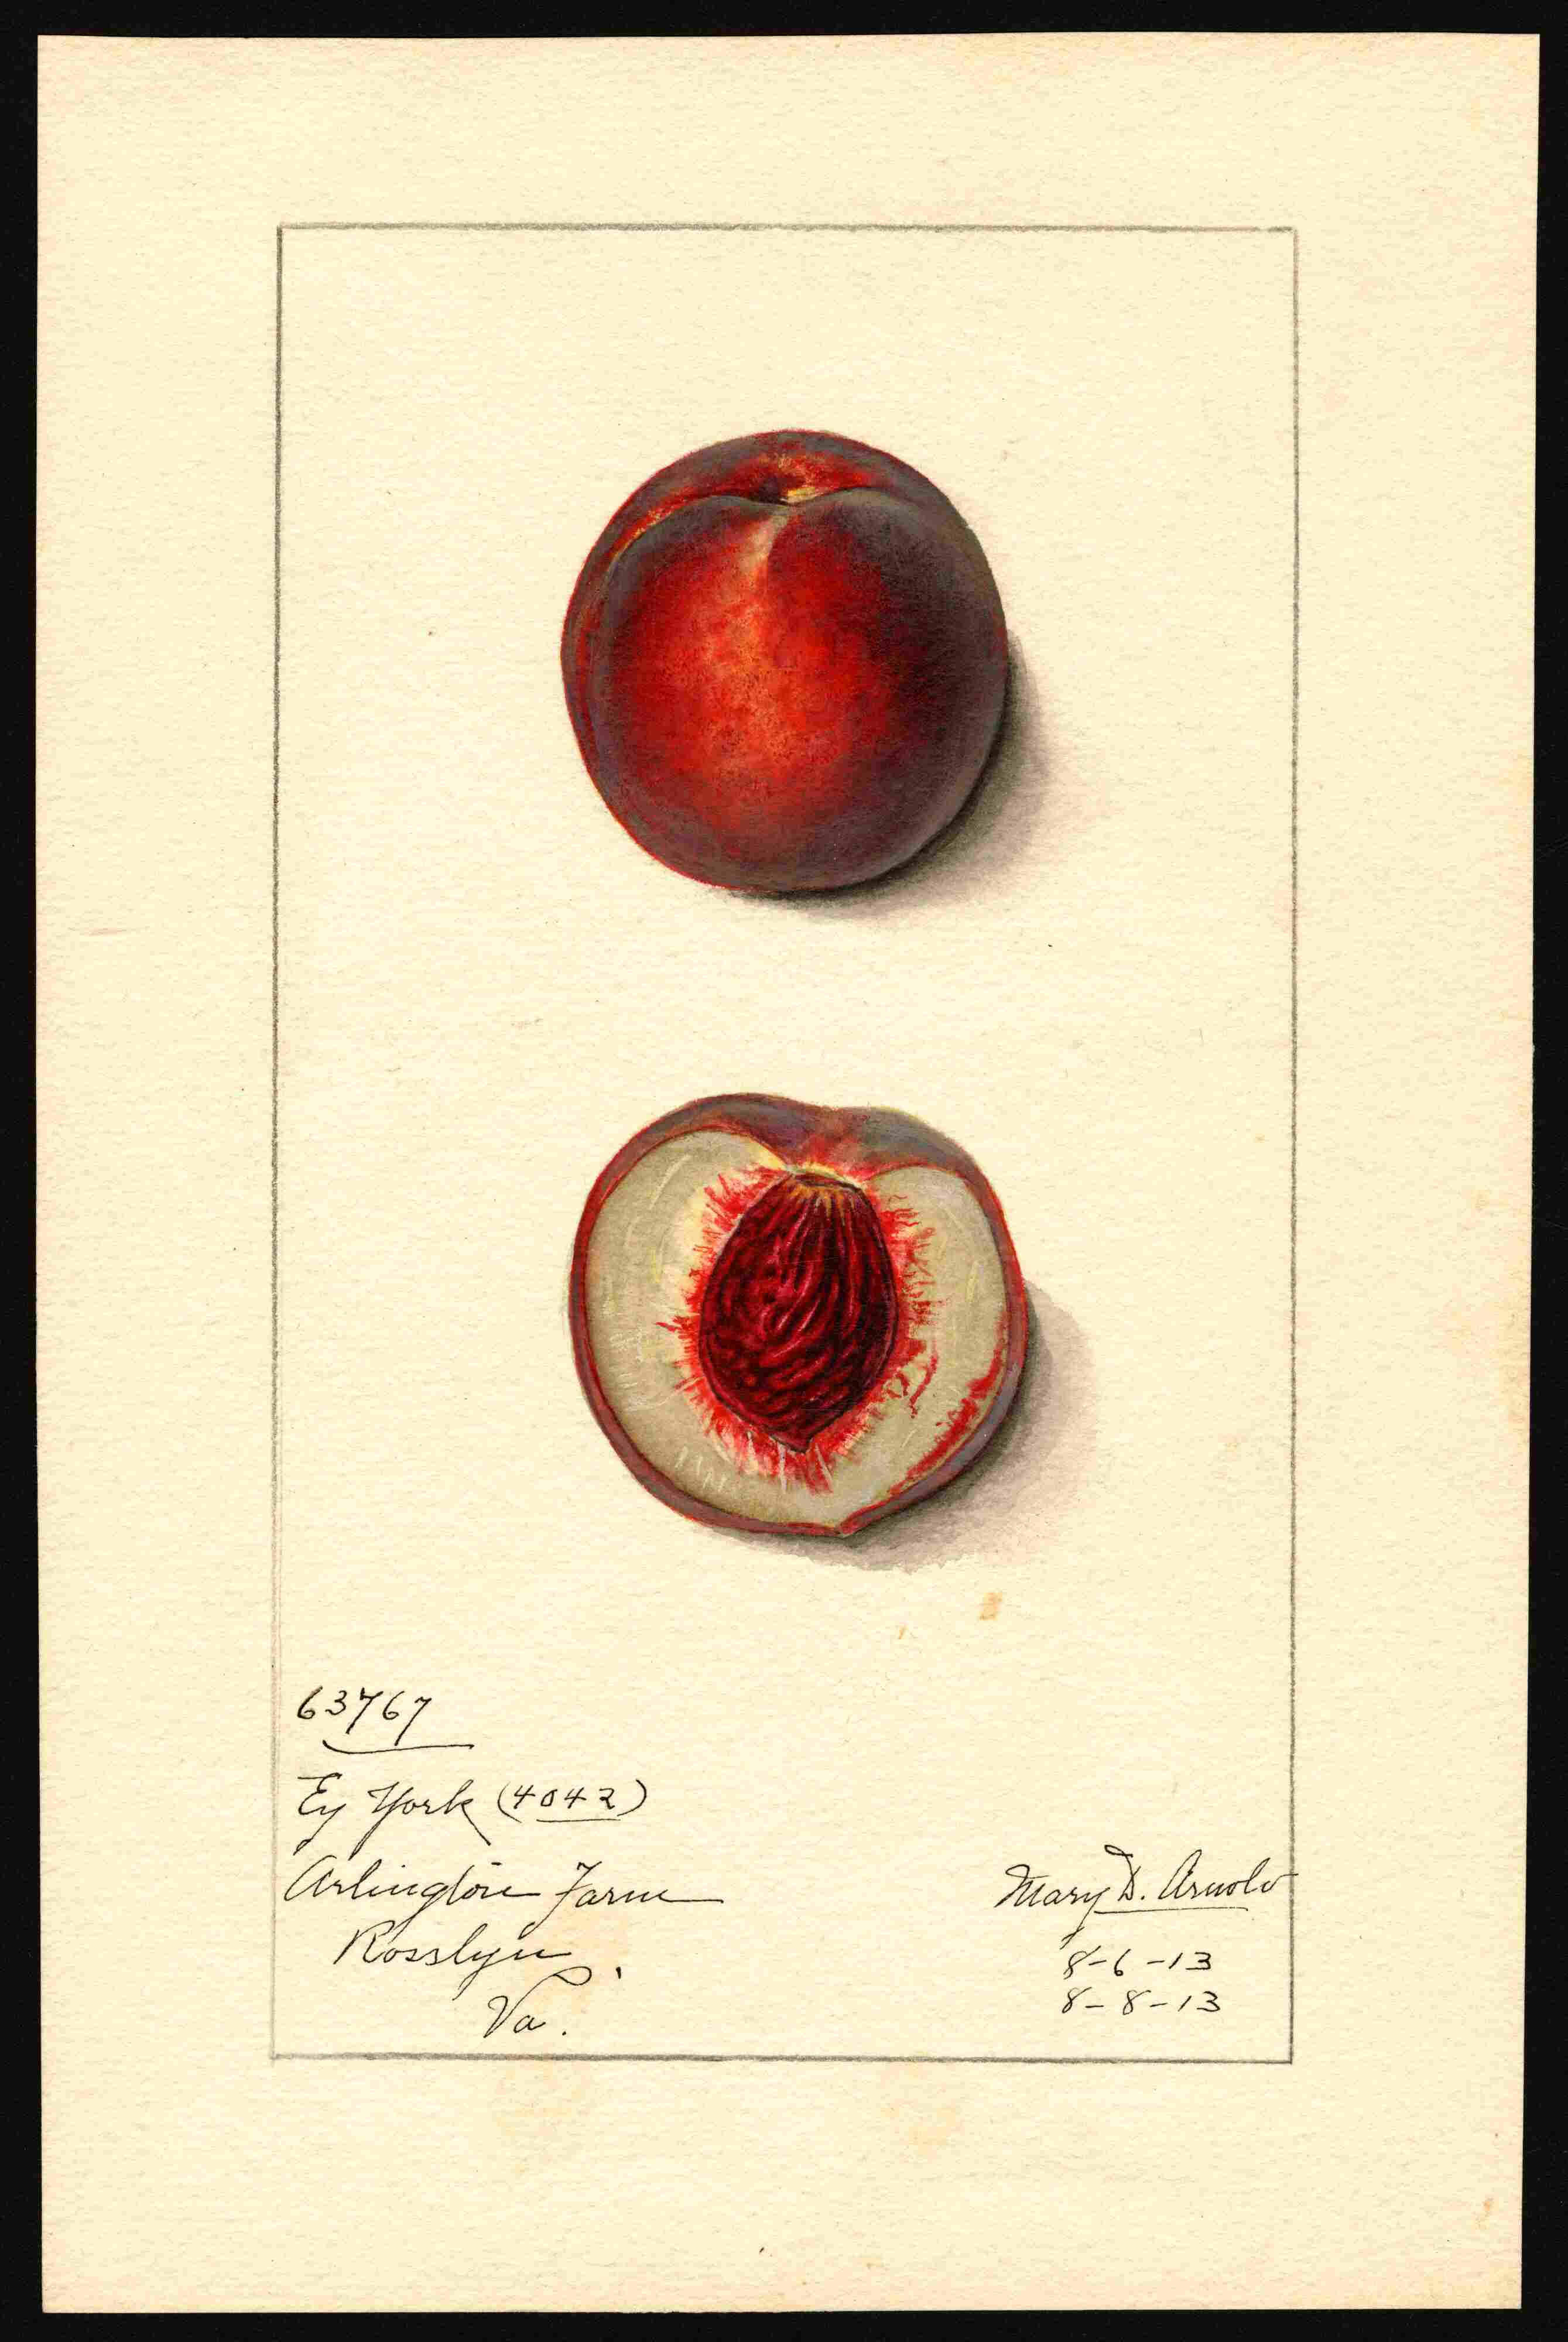 63767
Ey York (4042)
Arlington Farm
Rosslyn
Va.
Mary D. Arnold
8-6-13
8-8-13